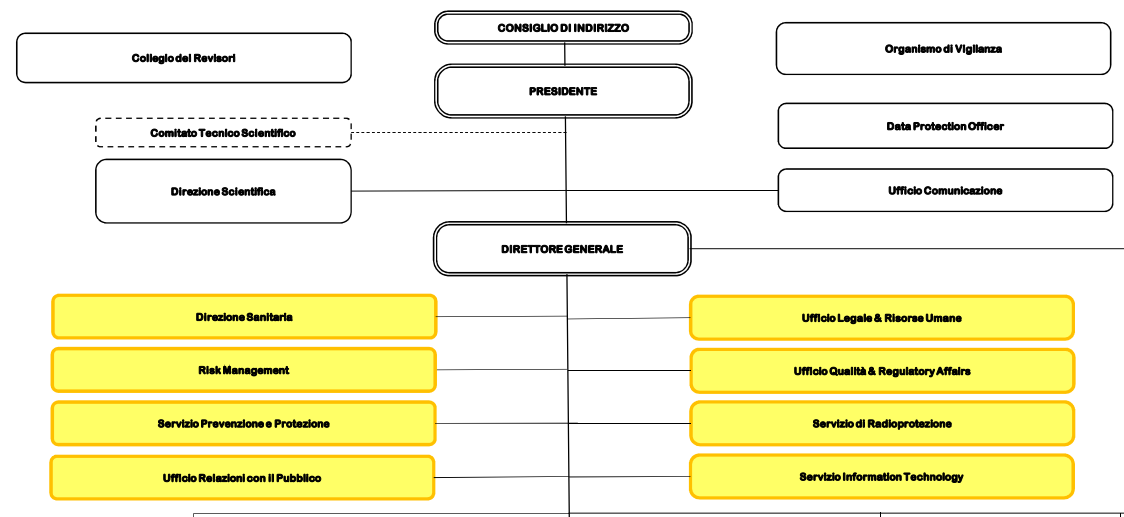 CONSIGLIO DI INDIRIZZO
Collegio dei Revisori
Organismo di Vigilanza
PRESIDENTE
Comitato Tecnico Scientifico
Data Protection Officer
Direzione Scientifica
Ufficio Comunicazione
DIRETTORE GENERALE
Direzione Sanitaria
Ufficio Legale & Risorse Umane
Risk Management
Ufficio Qualità & Regulatory Affairs
Servizio Prevenzione e Protezione
Servizio di Radioprotezione
Ufficio Relazioni con il Pubblico
Servizio Information Technology